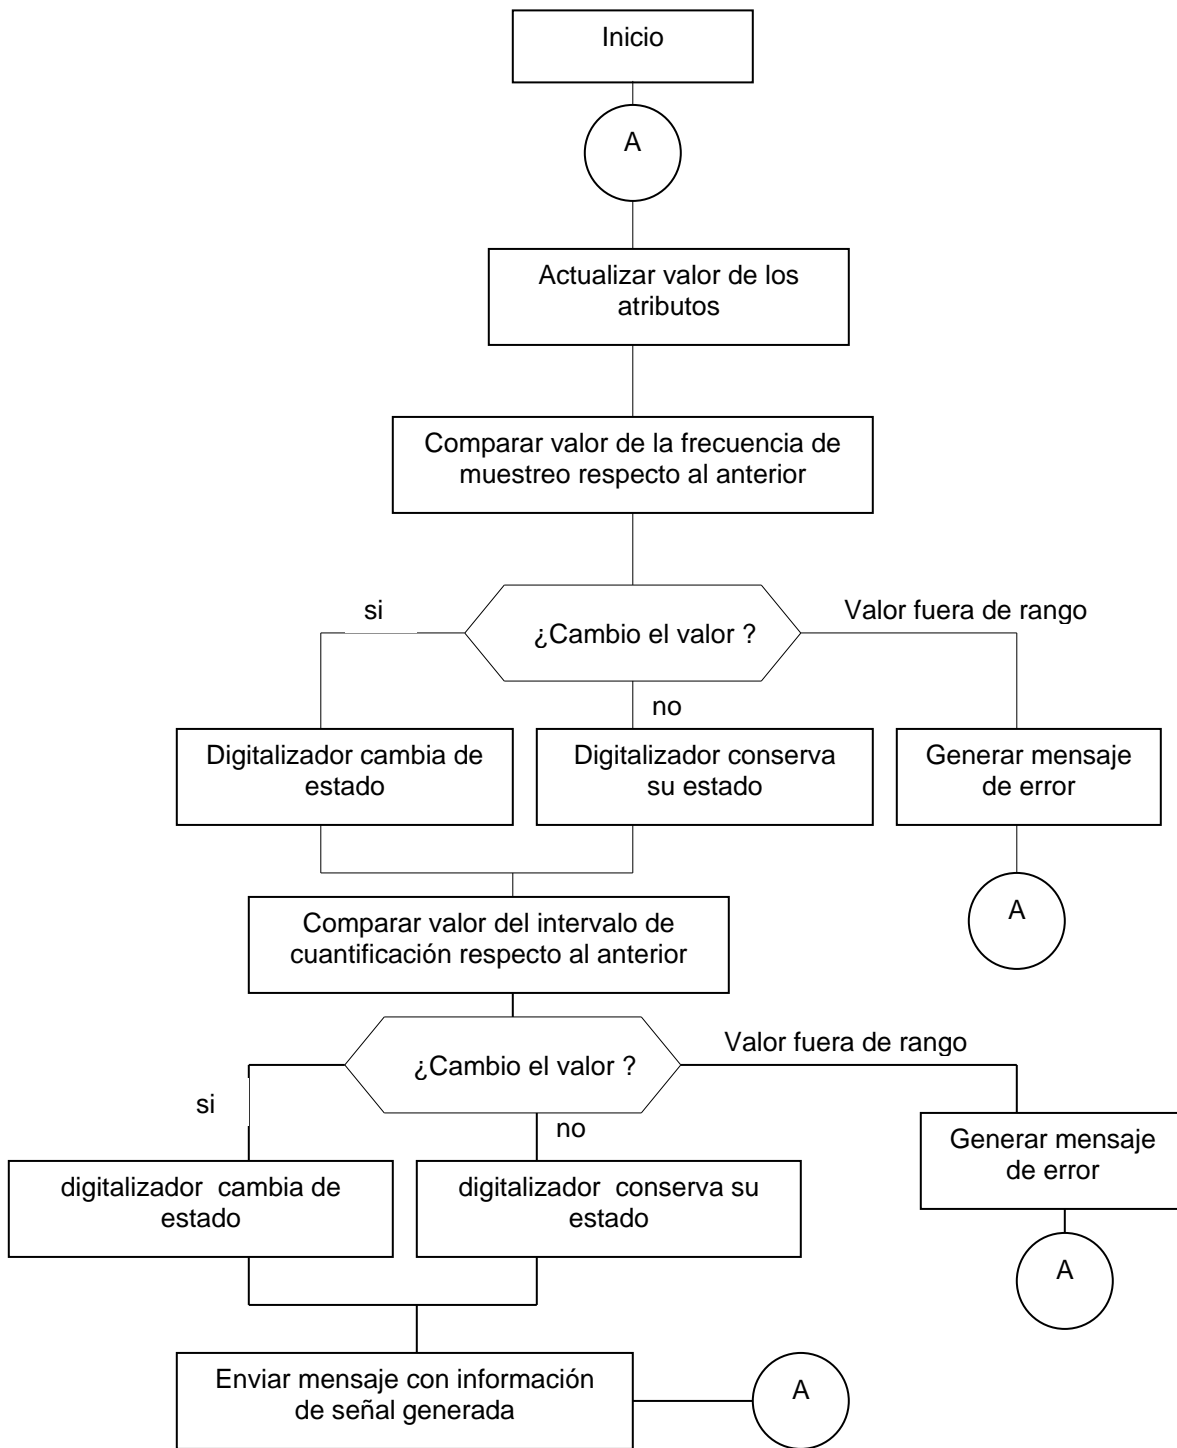 Inicio
A
Actualizar valor de los
atributos
Comparar valor de la frecuencia de
muestreo respecto al anterior
si
¿Cambio el valor ?
Valor fuera de rango
no
Digitalizador cambia de
estado
Digitalizador conserva
su estado
Generar mensaje
de error
A
Comparar valor del intervalo de
cuantificación respecto al anterior
¿Cambio el valor ?
Valor fuera de rango
si
no
Generar mensaje
de error
digitalizador  cambia de
estado
digitalizador  conserva su
estado
A
Enviar mensaje con información
de señal generada
A